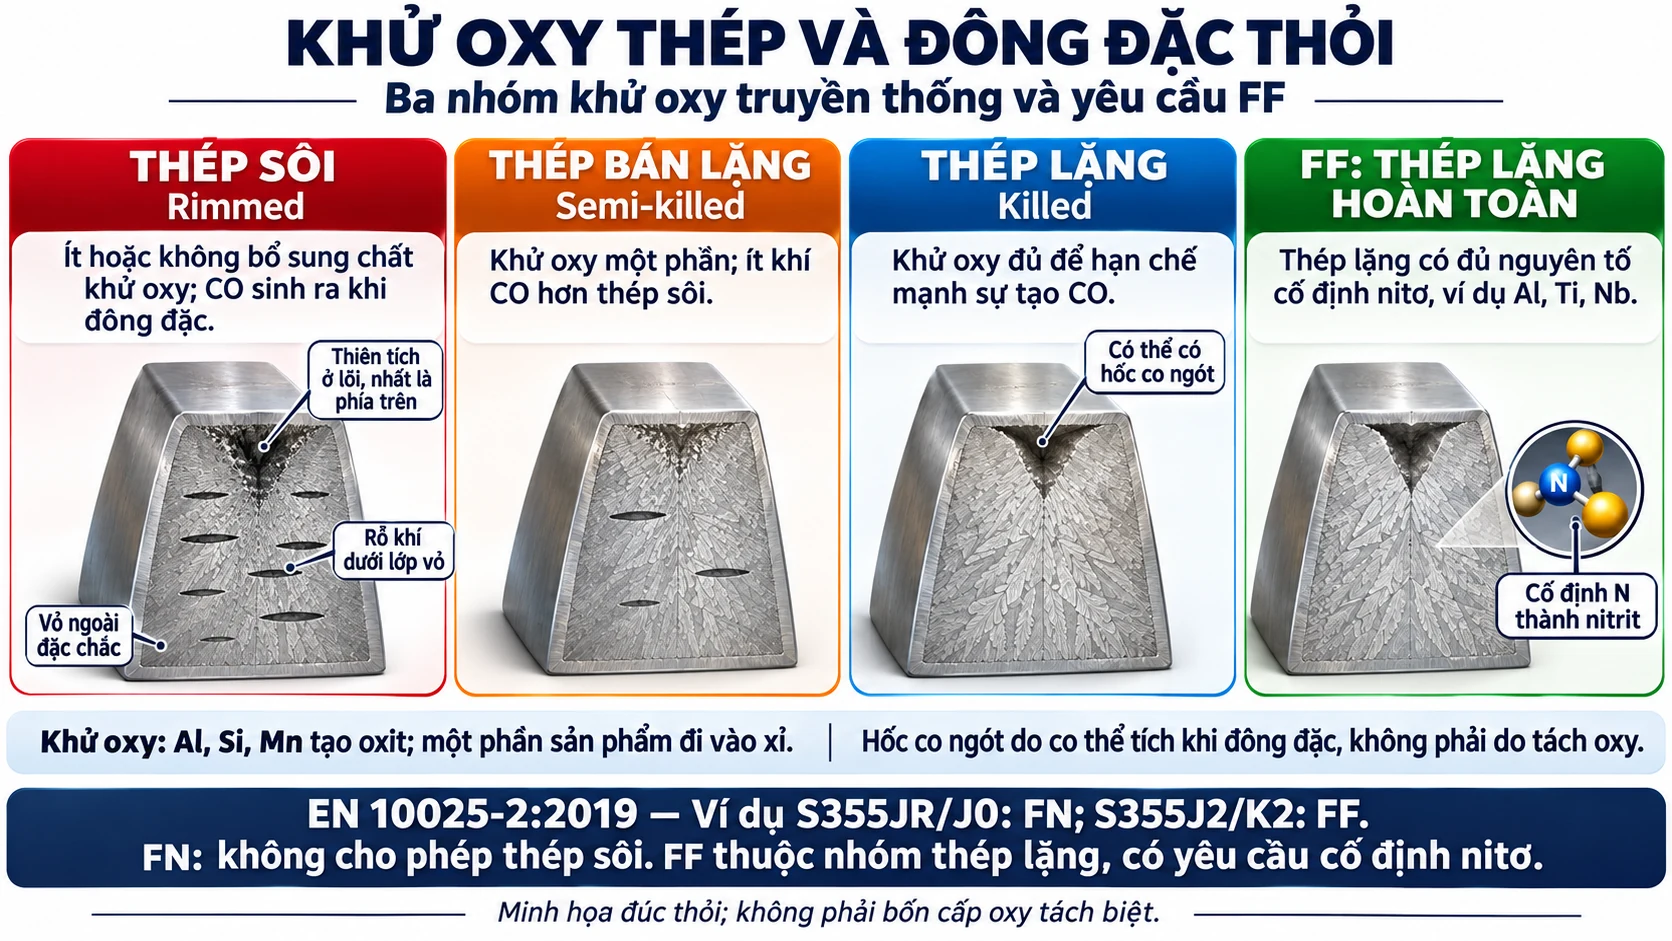 KHỬ OXY THÉP VÀ ĐÔNG ĐẶC THỎI
Ba nhóm khử oxy truyền thống và yêu cầu FF
THÉP SÔI
Rimmed
Ít hoặc không bổ sung chất
khử oxy; CO sinh ra khi
đông đặc.
Thiên tích
ở lõi, nhất là
phía trên
Rỗ khí
dưới lớp vỏ
Vỏ ngoài
đặc chắc
THÉP BÁN LẶNG
Semi-killed
Khử oxy một phần; ít khí
CO hơn thép sôi.
THÉP LẶNG
Killed
Khử oxy đủ để hạn chế
mạnh sự tạo CO.
Có thể có
hốc co ngót
FF: THÉP LẶNG
HOÀN TOÀN
Thép lặng có đủ nguyên tố
cố định nitơ, ví dụ Al, Ti, Nb.
N
Cố định N
thành nitrit
Khử oxy: Al, Si, Mn tạo oxit; một phần sản phẩm đi vào xỉ.
Hốc co ngót do co thể tích khi đông đặc, không phải do tách oxy.
EN 10025-2:2019 — Ví dụ S355JR/J0: FN; S355J2/K2: FF.
FN: không cho phép thép sôi. FF thuộc nhóm thép lặng, có yêu cầu cố định nitơ.
Minh họa đúc thỏi; không phải bốn cấp oxy tách biệt.